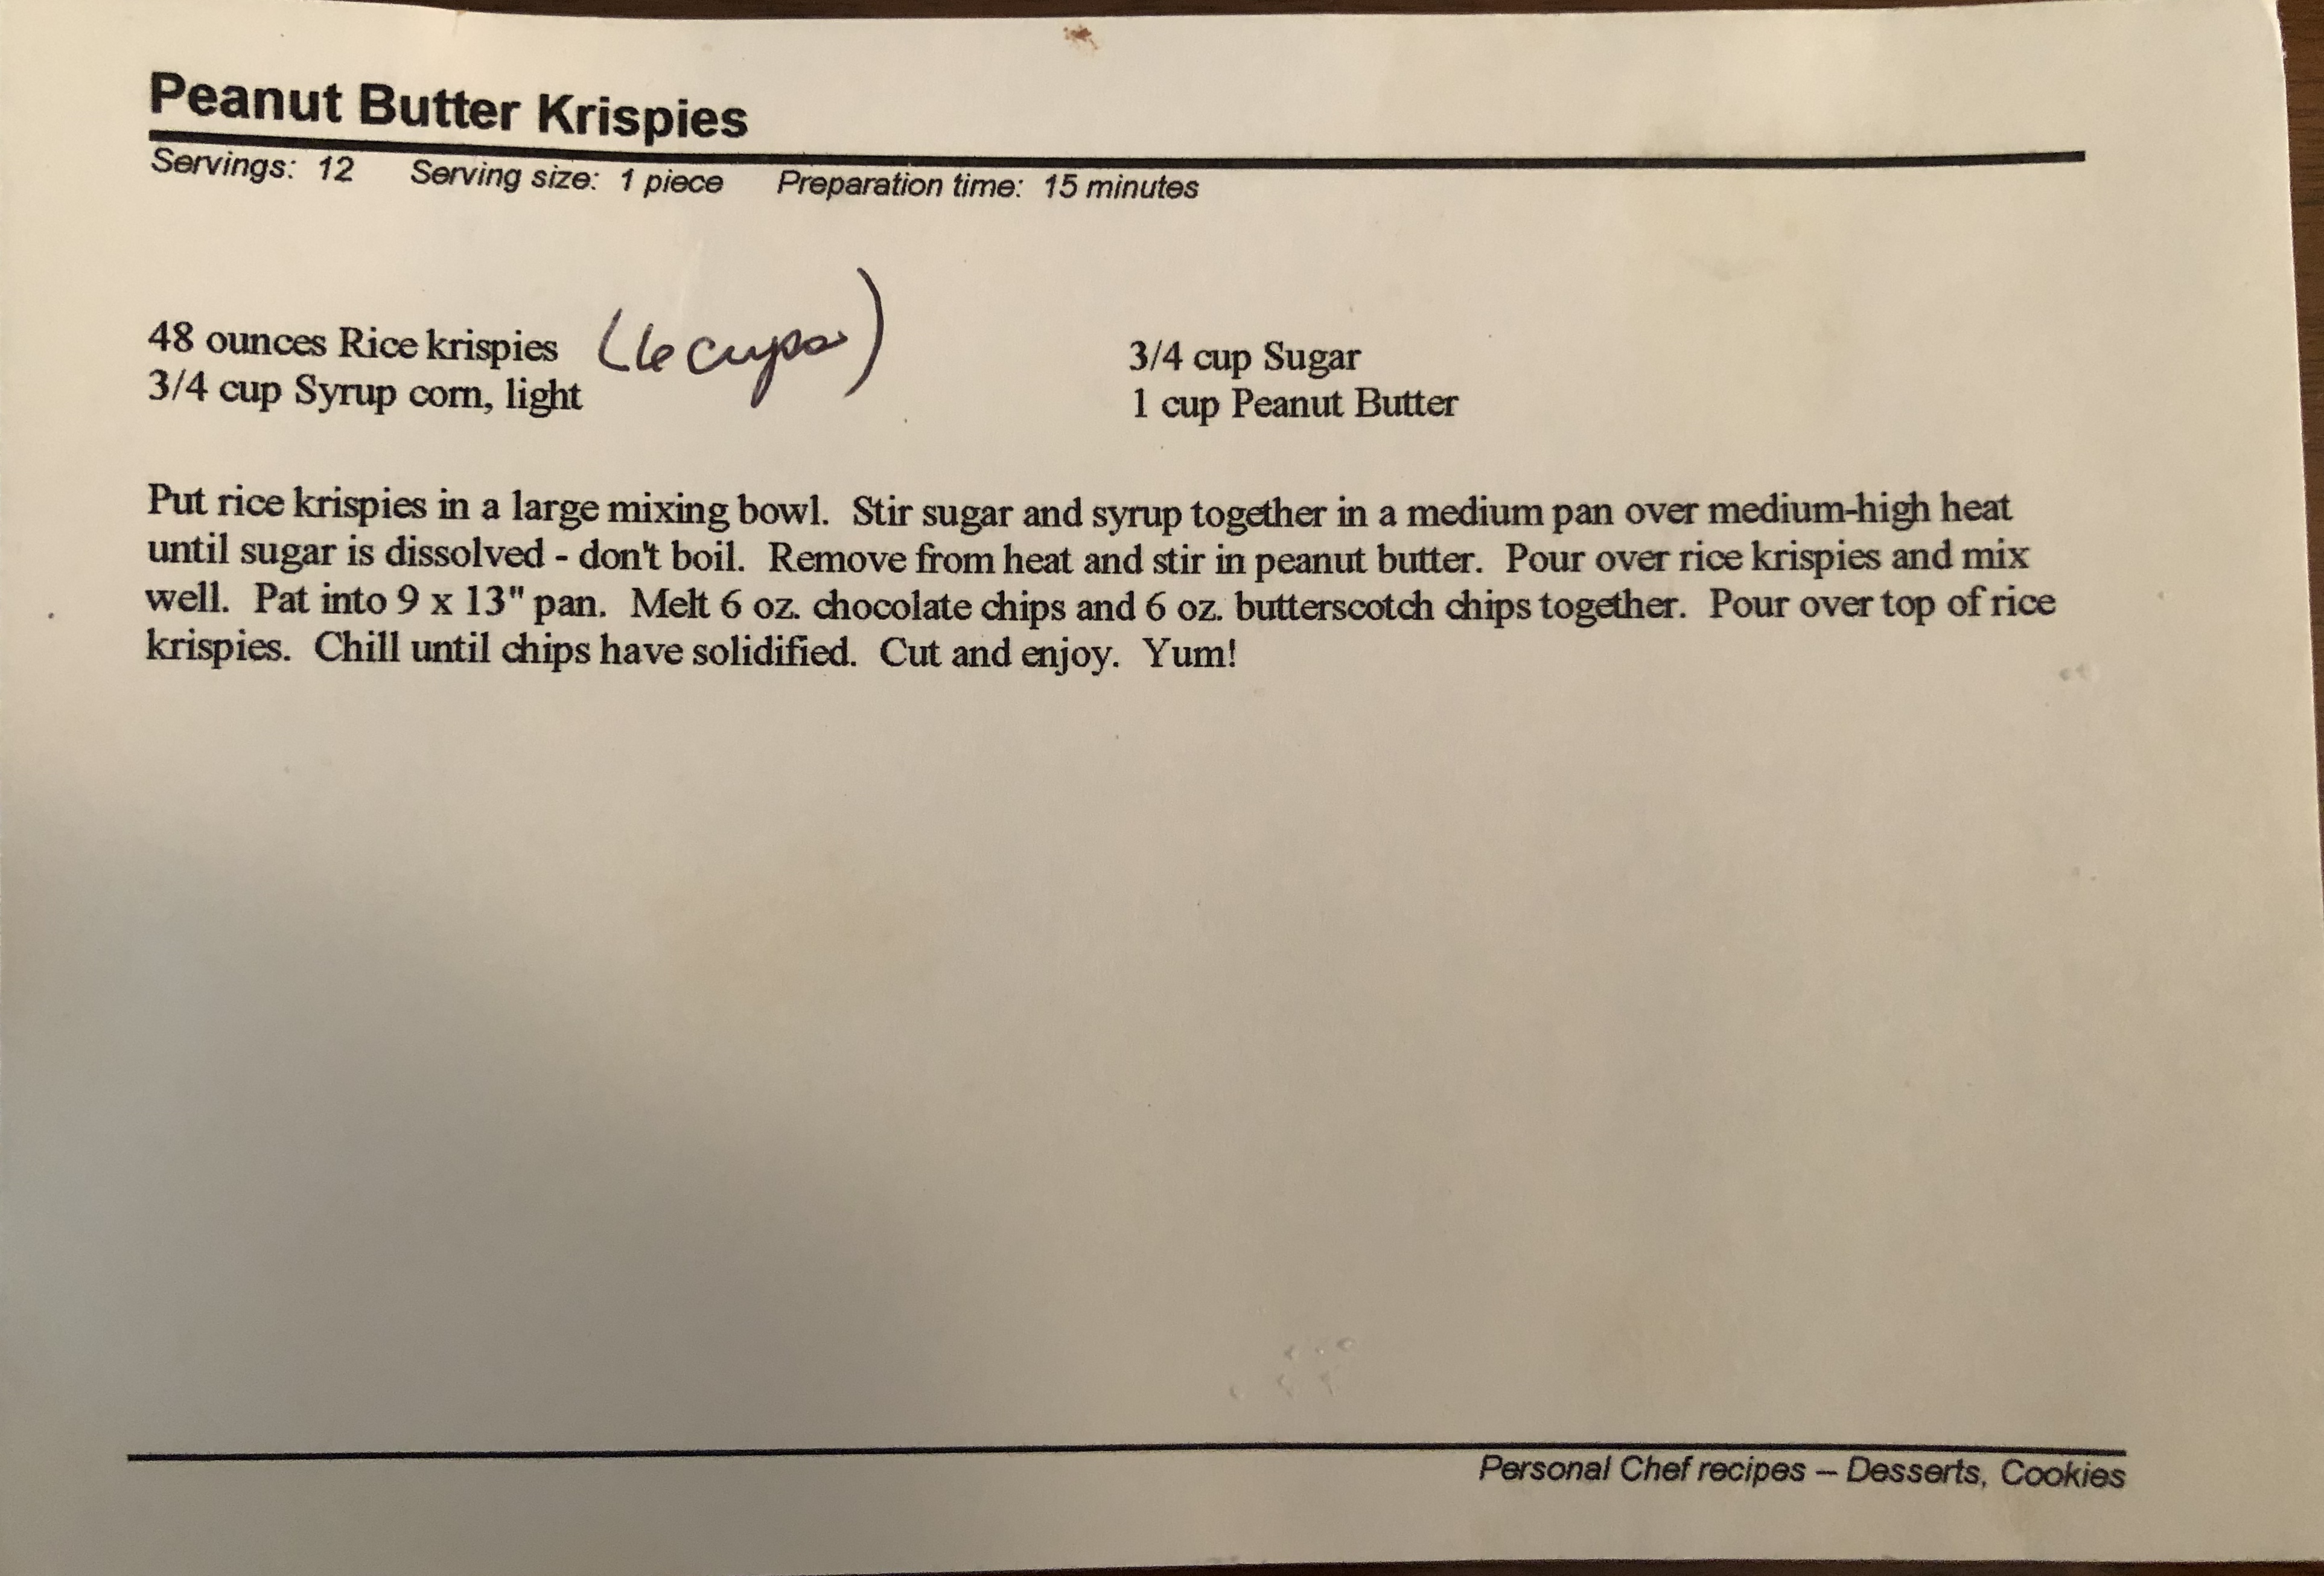 Peanut Butter Krispies
Servings: 12 Serving size: 1 piece Preparation time: 15 minutes
48 ounces Rice krispies (6 cups)
3/4 cup Syrup corn, light
3/4 cup Sugar
1 cup Peanut Butter
Put rice krispies in a large mixing bowl. Stir sugar and syrup together in a medium pan over medium-high heat
until sugar is dissolved - don't boil. Remove from heat and stir in peanut butter. Pour over rice krispies and mix
well. Pat into 9 x 13" pan. Melt 6 oz. chocolate chips and 6 oz. butterscotch chips together. Pour over top of rice
krispies. Chill until chips have solidified. Cut and enjoy. Yum!
Personal Chef recipes – Desserts, Cookies